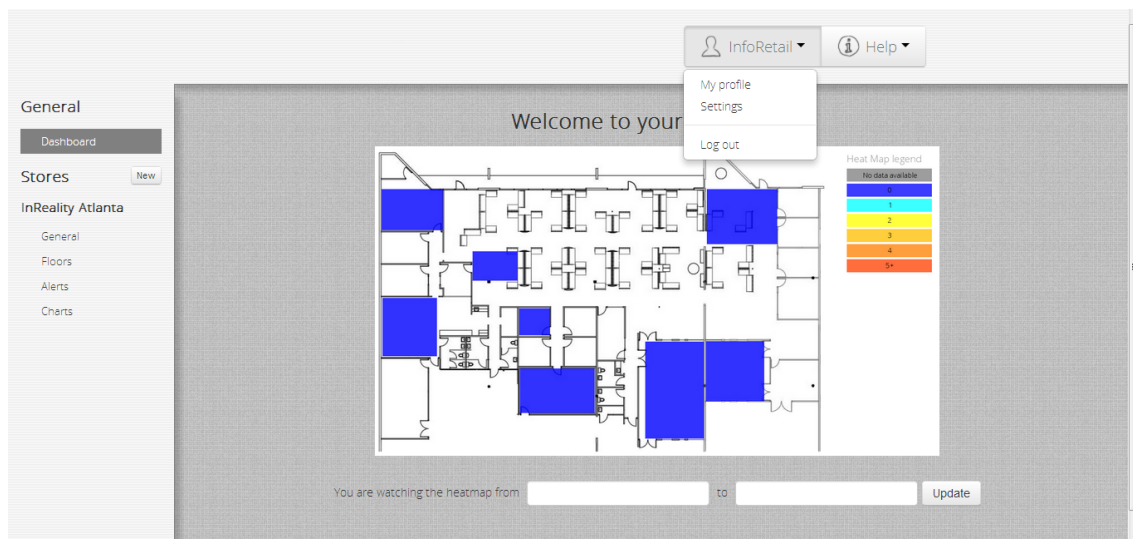 InfoRetail
Help
My profile
Settings
Log out
General
Dashboard
Stores
New
InReality Atlanta
General
Floors
Alerts
Charts
Welcome to your
Heat Map legend
No data available
0
1
2
3
4
5+
You are watching the heatmap from
to
Update